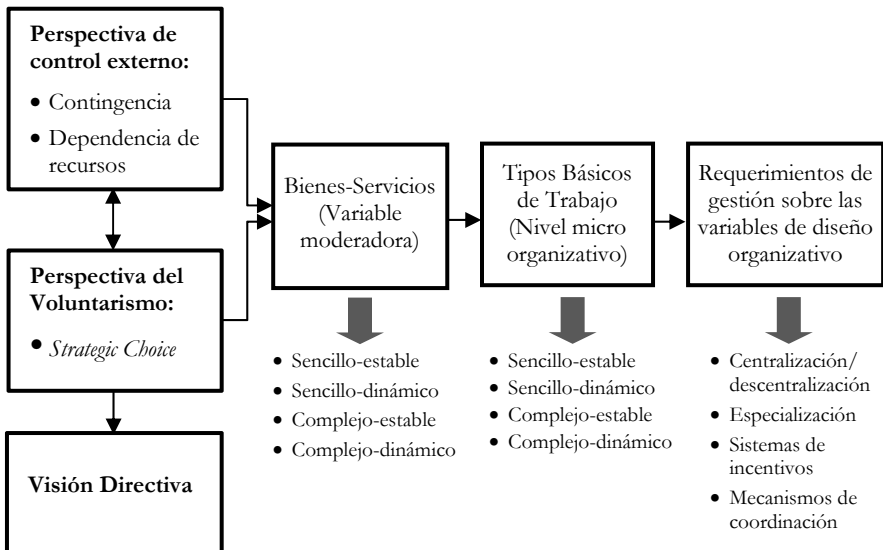 Perspectiva de
control externo:
• Contingencia
• Dependencia de
recursos
Perspectiva del
Voluntarismo:
• Strategic Choice
Visión Directiva
Bienes-Servicios
(Variable
moderadora)
• Sencillo-estable
• Sencillo-dinámico
• Complejo-estable
• Complejo-dinámico
Tipos Básicos
de Trabajo
(Nivel micro
organizativo)
• Sencillo-estable
• Sencillo-dinámico
• Complejo-estable
• Complejo-dinámico
Requerimientos de
gestión sobre las
variables de diseño
organizativo
• Centralización/
descentralización
• Especialización
• Sistemas de
incentivos
• Mecanismos de
coordinación